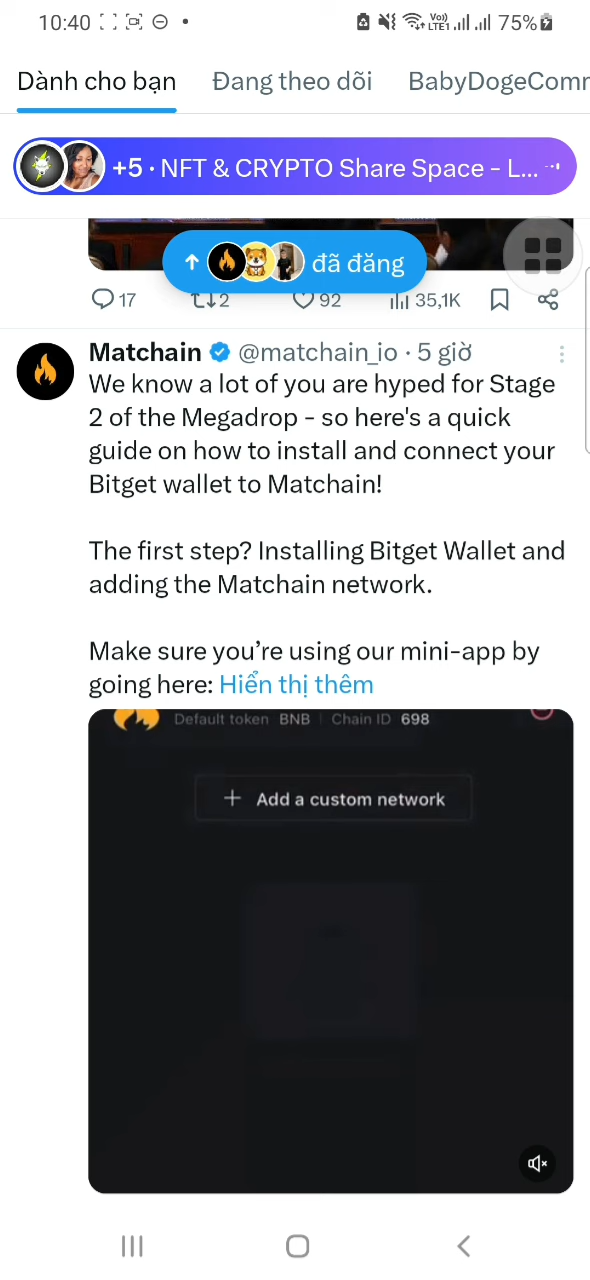 10:40
Vo))
LTE1
75%
Dành cho bạn Đang theo dõi BabyDogeComm
+5 · NFT & CRYPTO Share Space - L...
đã đăng
17 2 92 35,1K
Matchain @matchain_io · 5 giờ
We know a lot of you are hyped for Stage
2 of the Megadrop - so here's a quick
guide on how to install and connect your
Bitget wallet to Matchain!
The first step? Installing Bitget Wallet and
adding the Matchain network.
Make sure you’re using our mini-app by
going here: Hiển thị thêm
Default token BNB | Chain ID 698
+ Add a custom network